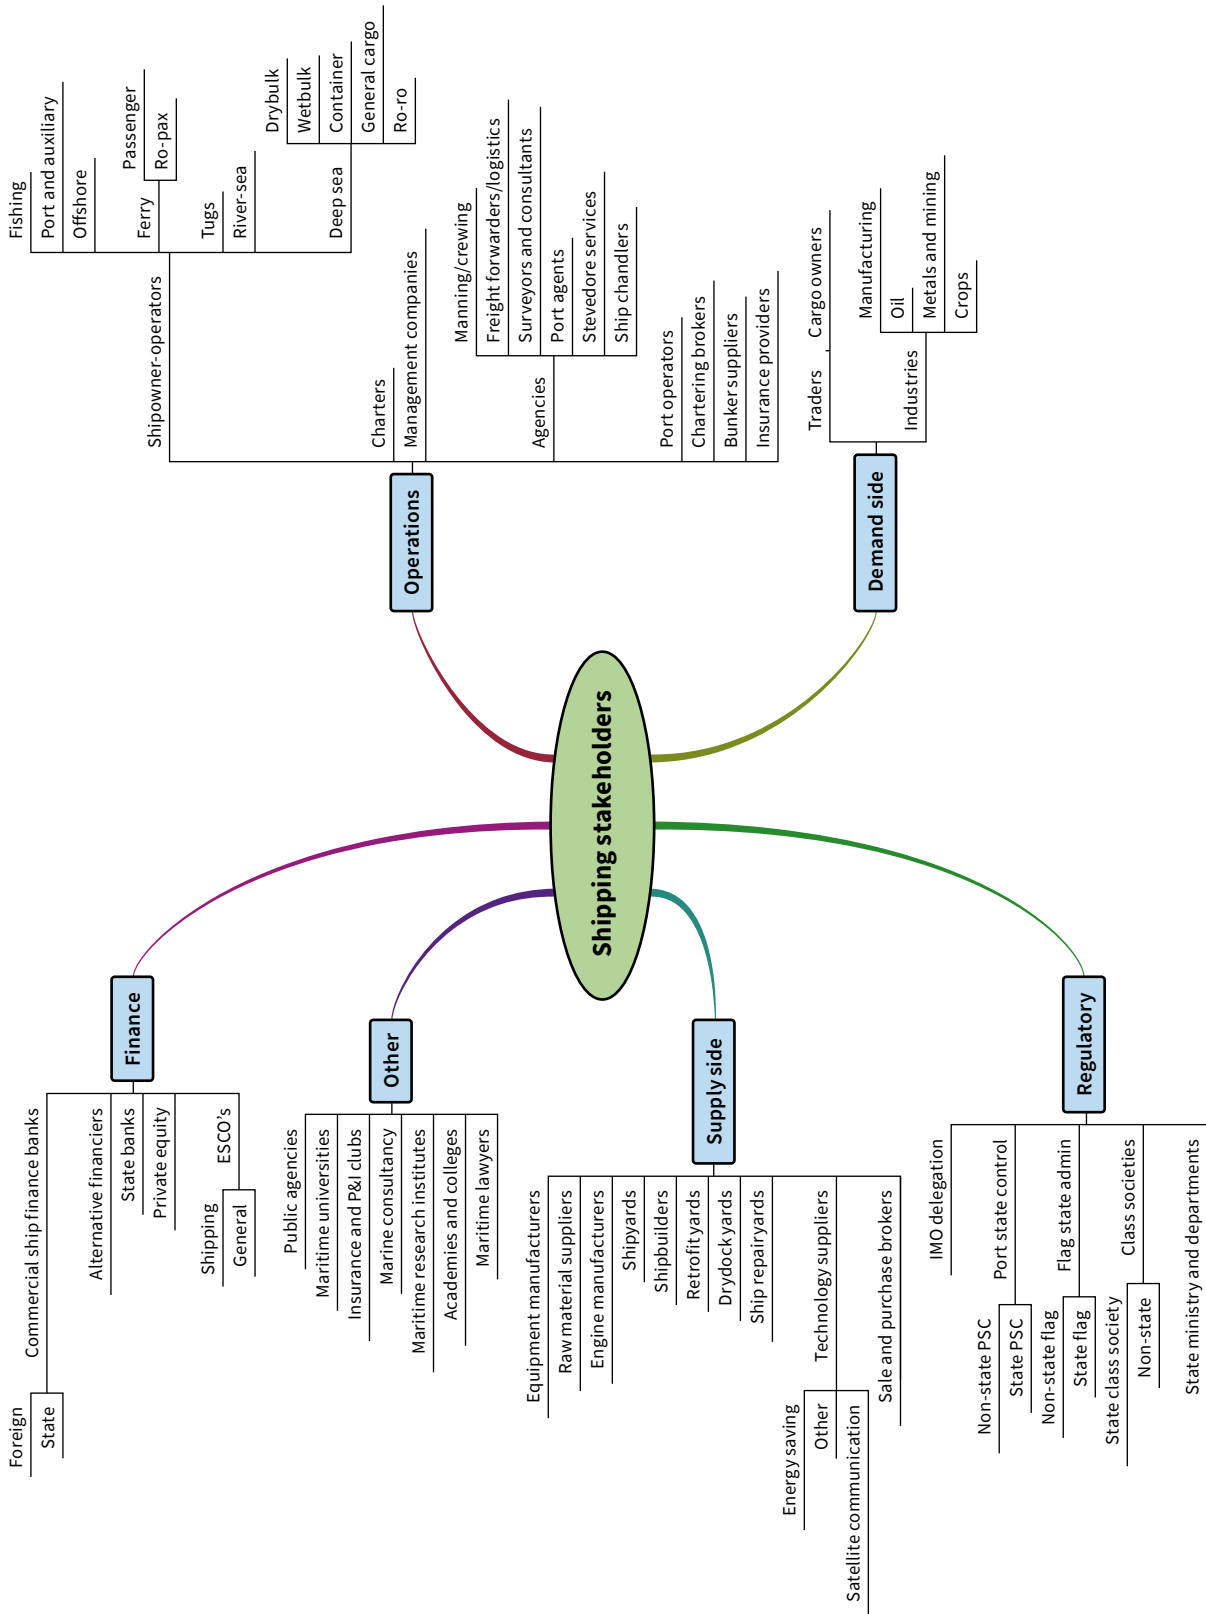 Shipping stakeholders
Finance
Commercial ship finance banks
Foreign
State
Alternative financiers
State banks
Private equity
ESCO's
Shipping
General
Other
Public agencies
Maritime universities
Insurance and P&I clubs
Marine consultancy
Maritime research institutes
Academies and colleges
Maritime lawyers
Supply side
Equipment manufacturers
Raw material suppliers
Engine manufacturers
Shipyards
Shipbuilders
Retrofit yards
Drydock yards
Ship repair yards
Technology suppliers
Energy saving
Other
Satellite communication
Sale and purchase brokers
Regulatory
IMO delegation
Port state control
Non-state PSC
State PSC
Flag state admin
Non-state flag
State flag
Class societies
State class society
Non-state
State ministry and departments
Operations
Shipowner-operators
Fishing
Port and auxiliary
Offshore
Ferry
Passenger
Ro-pax
Tugs
River-sea
Deep sea
Drybulk
Wetbulk
Container
General cargo
Ro-ro
Charters
Management companies
Agencies
Manning/crewing
Freight forwarders/logistics
Surveyors and consultants
Port agents
Stevedore services
Ship chandlers
Port operators
Chartering brokers
Bunker suppliers
Insurance providers
Demand side
Traders
Cargo owners
Industries
Manufacturing
Oil
Metals and mining
Crops